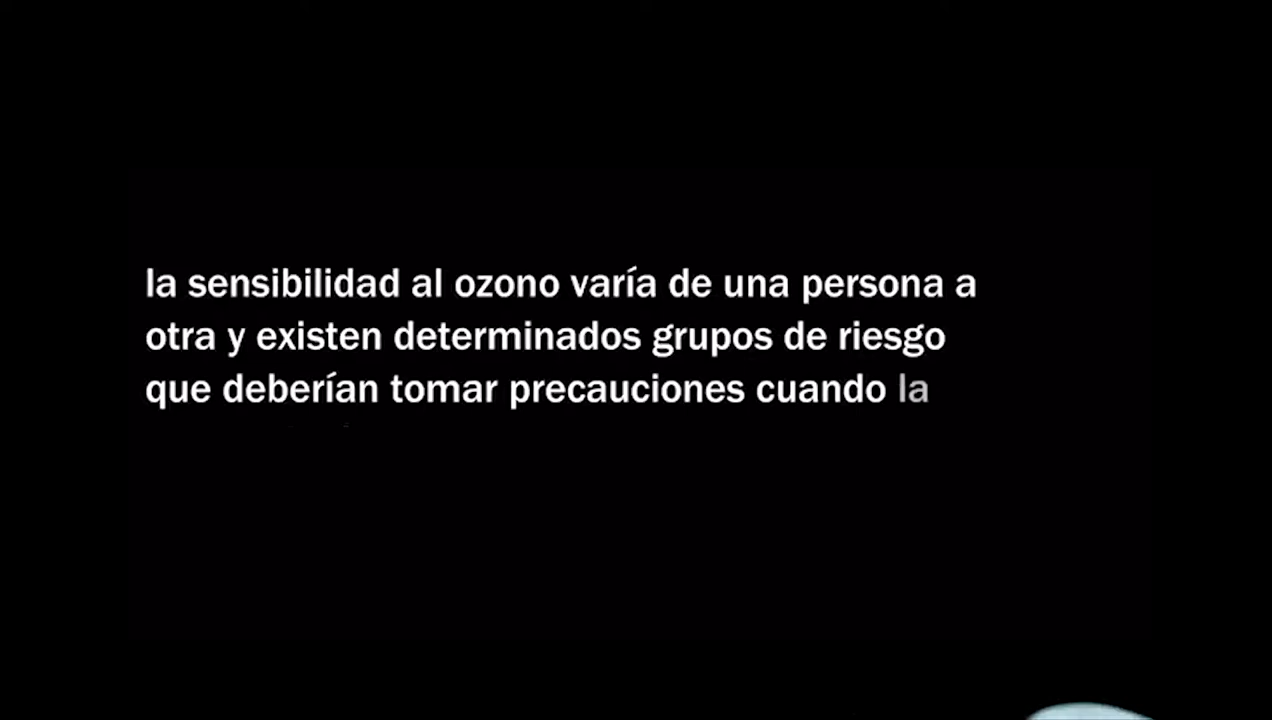 la sensibilidad al ozono varía de una persona a
otra y existen determinados grupos de riesgo
que deberían tomar precauciones cuando la